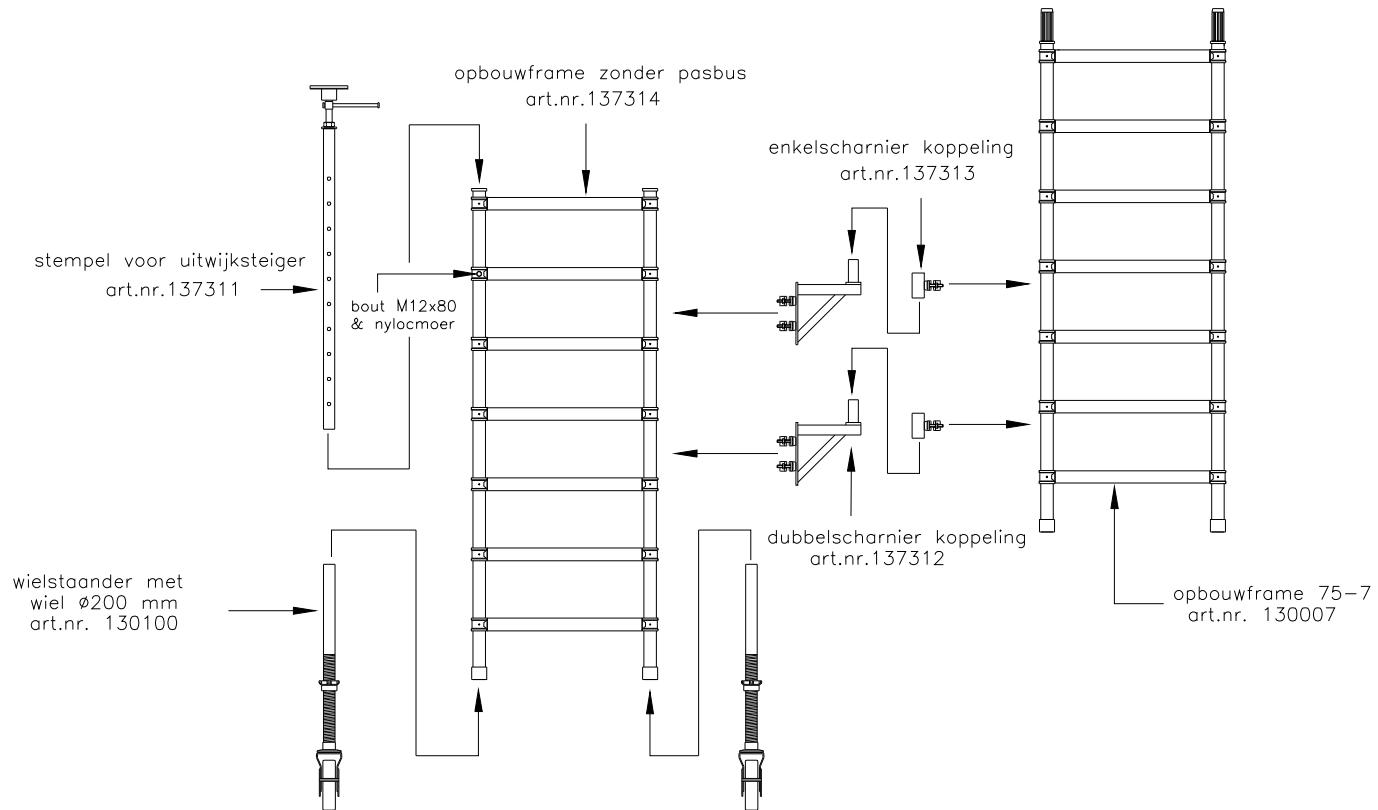 opbouwframe zonder pasbus
art.nr.137314
enkelscharnier koppeling
art.nr.137313
stempel voor uitwijksteiger
art.nr.137311
bout M12x80
& nylocmoer
dubbelscharnier koppeling
art.nr.137312
wielstaander met
wiel ø200 mm
art.nr. 130100
opbouwframe 75-7
art.nr. 130007